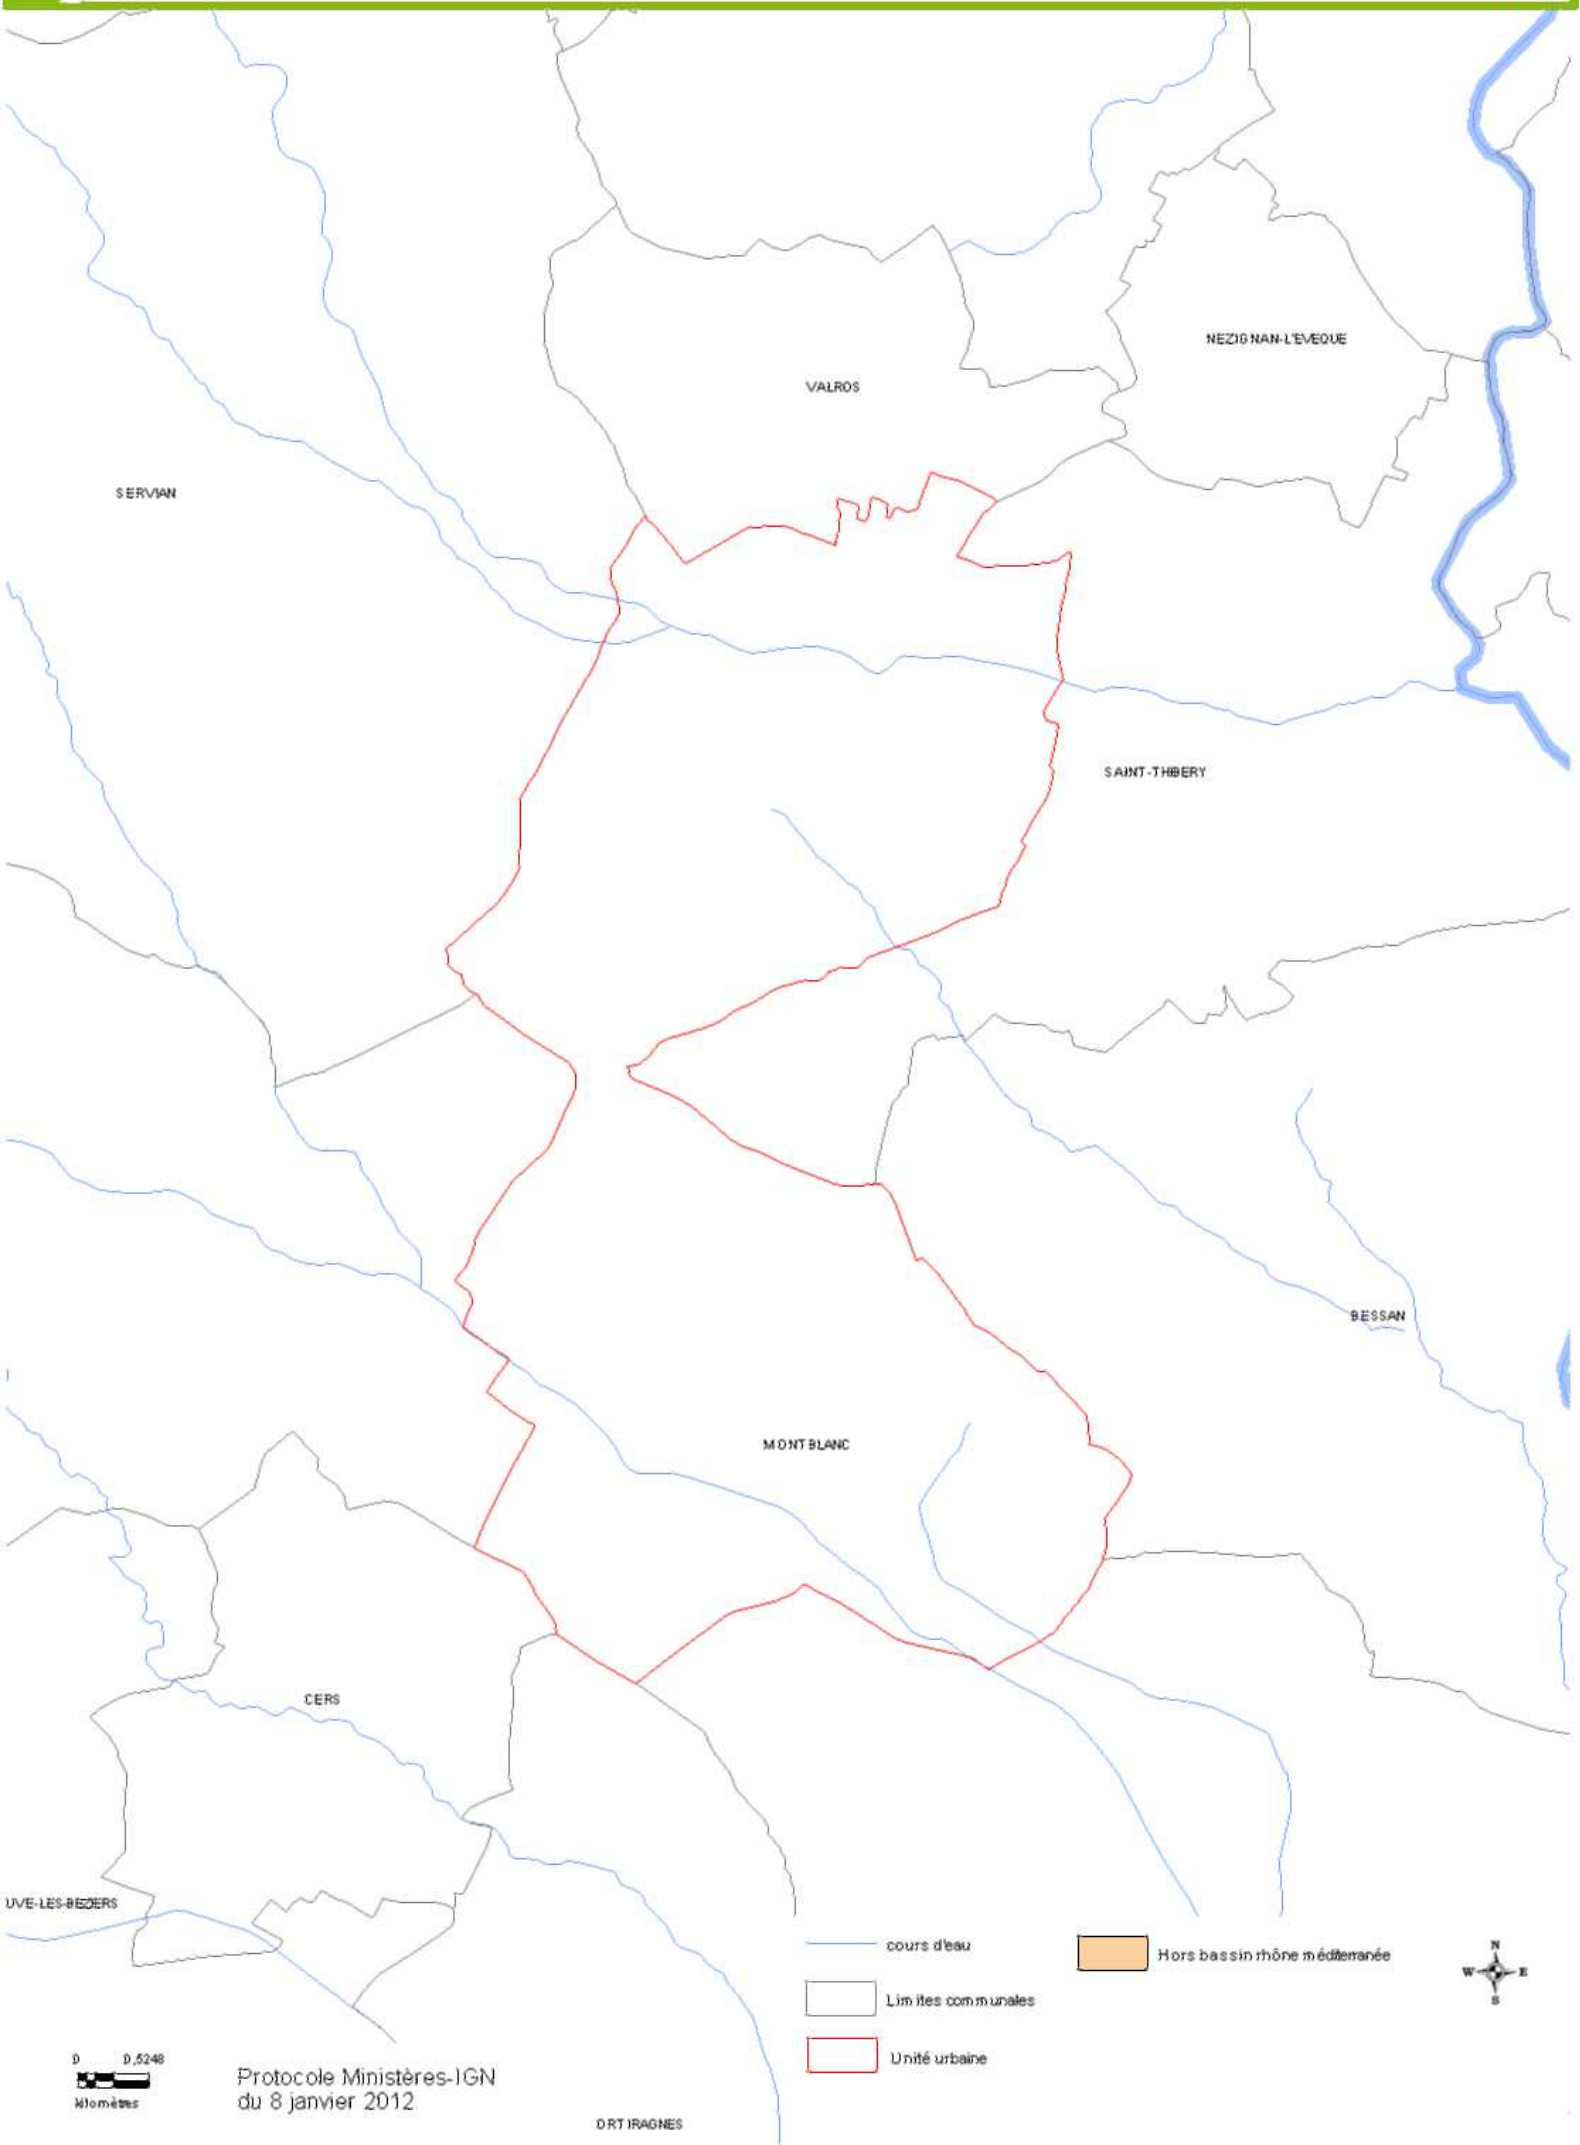 NEZIGNAN-L'EVEQUE
VALROS
SERVIAN
SAINT-THIBERY
BESSAN
MONTBLANC
CERS
UVE-LES-BEZIERS
cours d'eau
Hors bassin rhône méditerranée
Limites communales
Unité urbaine
N
W E
S
0 0,5248
kilomètres
Protocole Ministères-IGN
du 8 janvier 2012
ORTIRAGNES